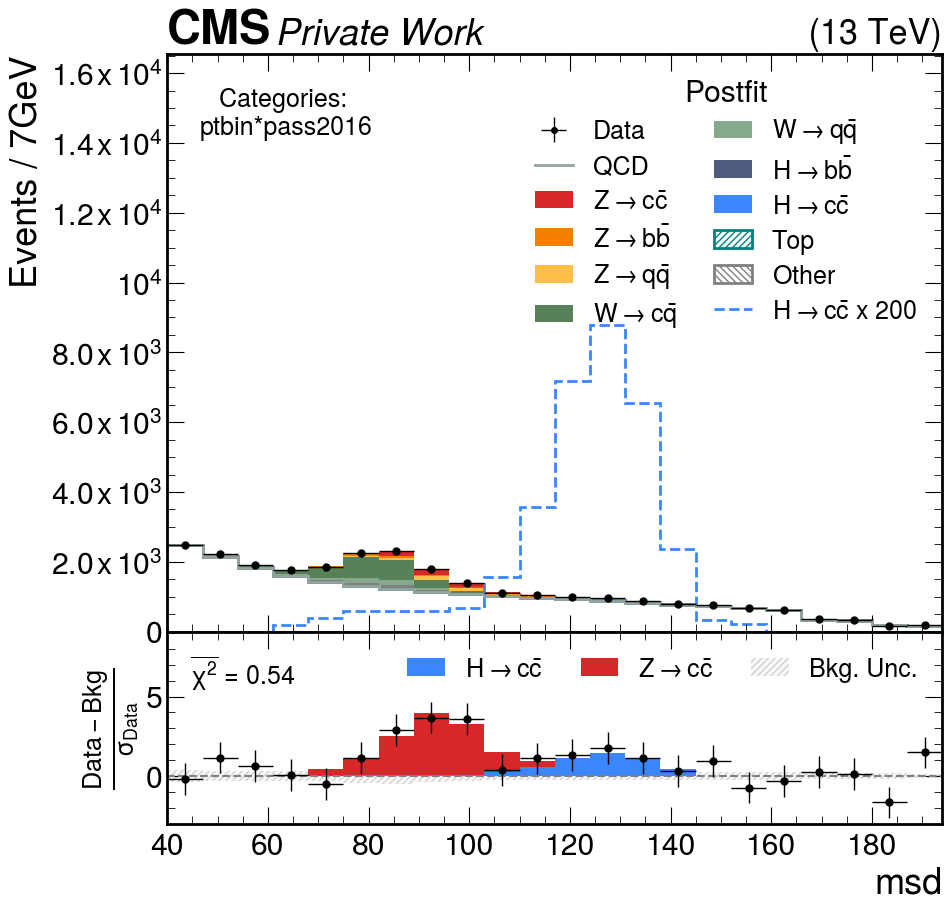 CMS Private Work (13 TeV)
Events / 7GeV
1.6 x 10⁴
1.4 x 10⁴
1.2 x 10⁴
10⁴
8.0 x 10³
6.0 x 10³
4.0 x 10³
2.0 x 10³
0
Categories:
ptbin*pass2016
Postfit
Data
QCD
Z → cc̄
Z → bb̄
Z → qq̄
W → cq̄
W → qq̄
H → bb̄
H → cc̄
Top
Other
H → cc̄ x 200
Data – Bkg
σData
5
0
χ² = 0.54
H → cc̄
Z → cc̄
Bkg. Unc.
40 60 80 100 120 140 160 180
msd